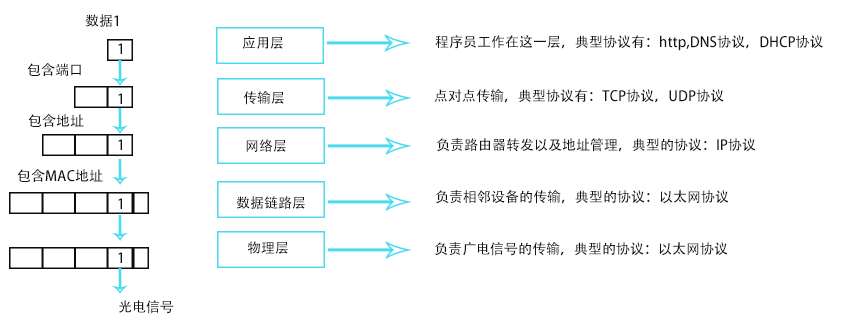 数据1
1
应用层
程序员工作在这一层，典型协议有：http,DNS协议，DHCP协议
包含端口
1
传输层
点对点传输，典型协议有：TCP协议，UDP协议
包含地址
1
网络层
负责路由器转发以及地址管理，典型的协议：IP协议
包含MAC地址
1
数据链路层
负责相邻设备的传输，典型的协议：以太网协议
1
物理层
负责广电信号的传输，典型的协议：以太网协议
光电信号